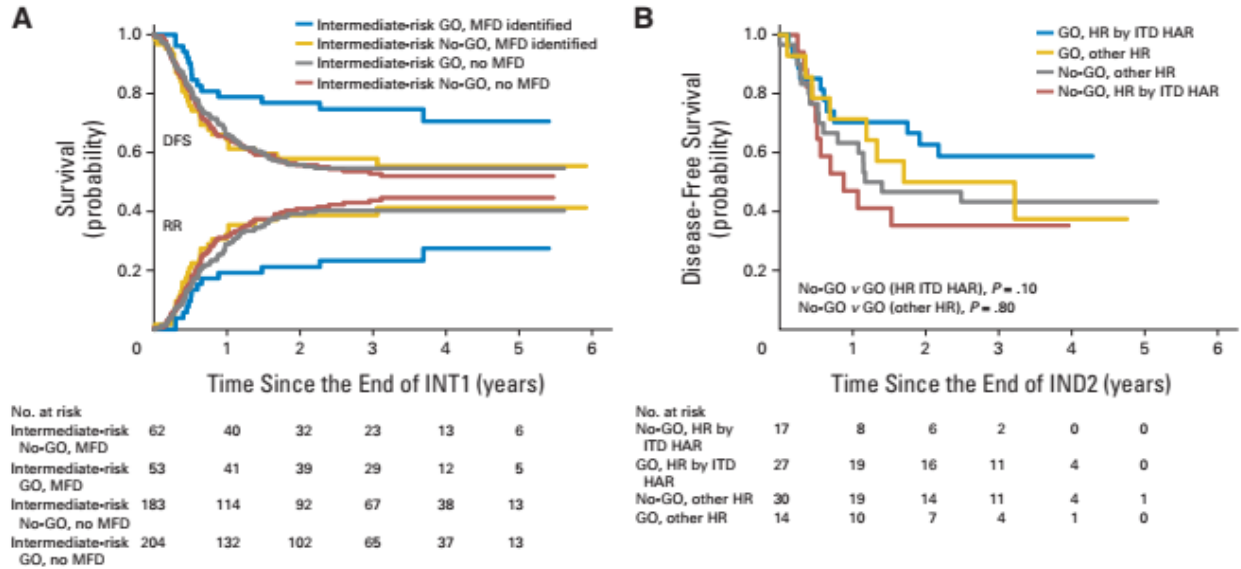 A
Intermediate-risk GO, MFD identified
Intermediate-risk No-GO, MFD identified
Intermediate-risk GO, no MFD
Intermediate-risk No-GO, no MFD
Survival
(probability)
1.0
0.8
0.6
0.4
0.2
DFS
RR
0 1 2 3 4 5 6
Time Since the End of INT1 (years)
No. at risk
Intermediate-risk 62 40 32 23 13 6
No-GO, MFD
Intermediate-risk 53 41 39 29 12 5
GO, MFD
Intermediate-risk 183 114 92 67 38 13
No-GO, no MFD
Intermediate-risk 204 132 102 65 37 13
GO, no MFD
B
GO, HR by ITD HAR
GO, other HR
No-GO, other HR
No-GO, HR by ITD HAR
Disease-Free Survival
(probability)
1.0
0.8
0.6
0.4
0.2
No-GO v GO (HR ITD HAR), P = .10
No-GO v GO (other HR), P = .80
0 1 2 3 4 5 6
Time Since the End of IND2 (years)
No. at risk
No-GO, HR by 17 8 6 2 0 0
ITD HAR
GO, HR by ITD 27 19 16 11 4 0
HAR
No-GO, other HR 30 19 14 11 4 1
GO, other HR 14 10 7 4 1 0